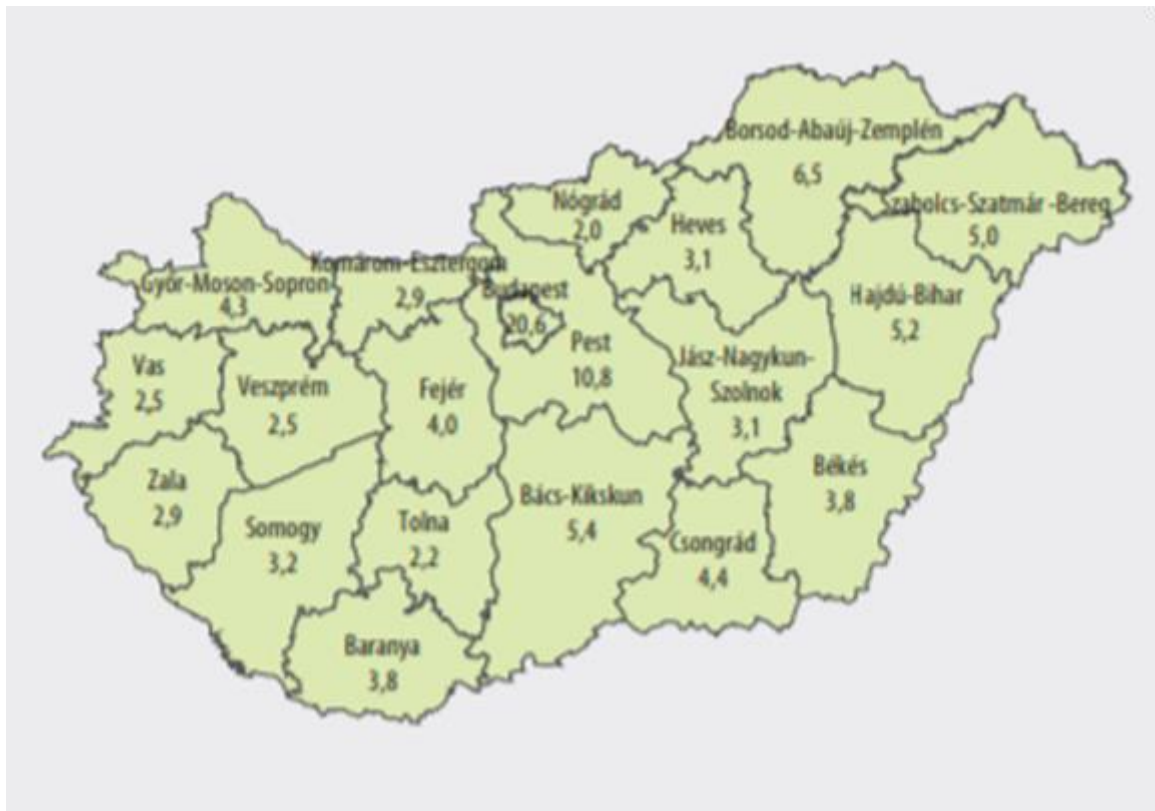 Borsod-Abaúj-Zemplén
6,5
Szabolcs-Szatmár -Bereg
5,0
Nógrád
2,0
Heves
3,1
Komárom-Esztergom
2,9
Győr-Moson-Sopron
4,3
Budapest
20,6
Hajdú-Bihar
5,2
Pest
10,8
Jász-Nagykun-
Szolnok
3,1
Vas
2,5
Veszprém
2,5
Fejér
4,0
Békés
3,8
Zala
2,9
Somogy
3,2
Tolna
2,2
Bács-Kikskun
5,4
Csongrád
4,4
Baranya
3,8